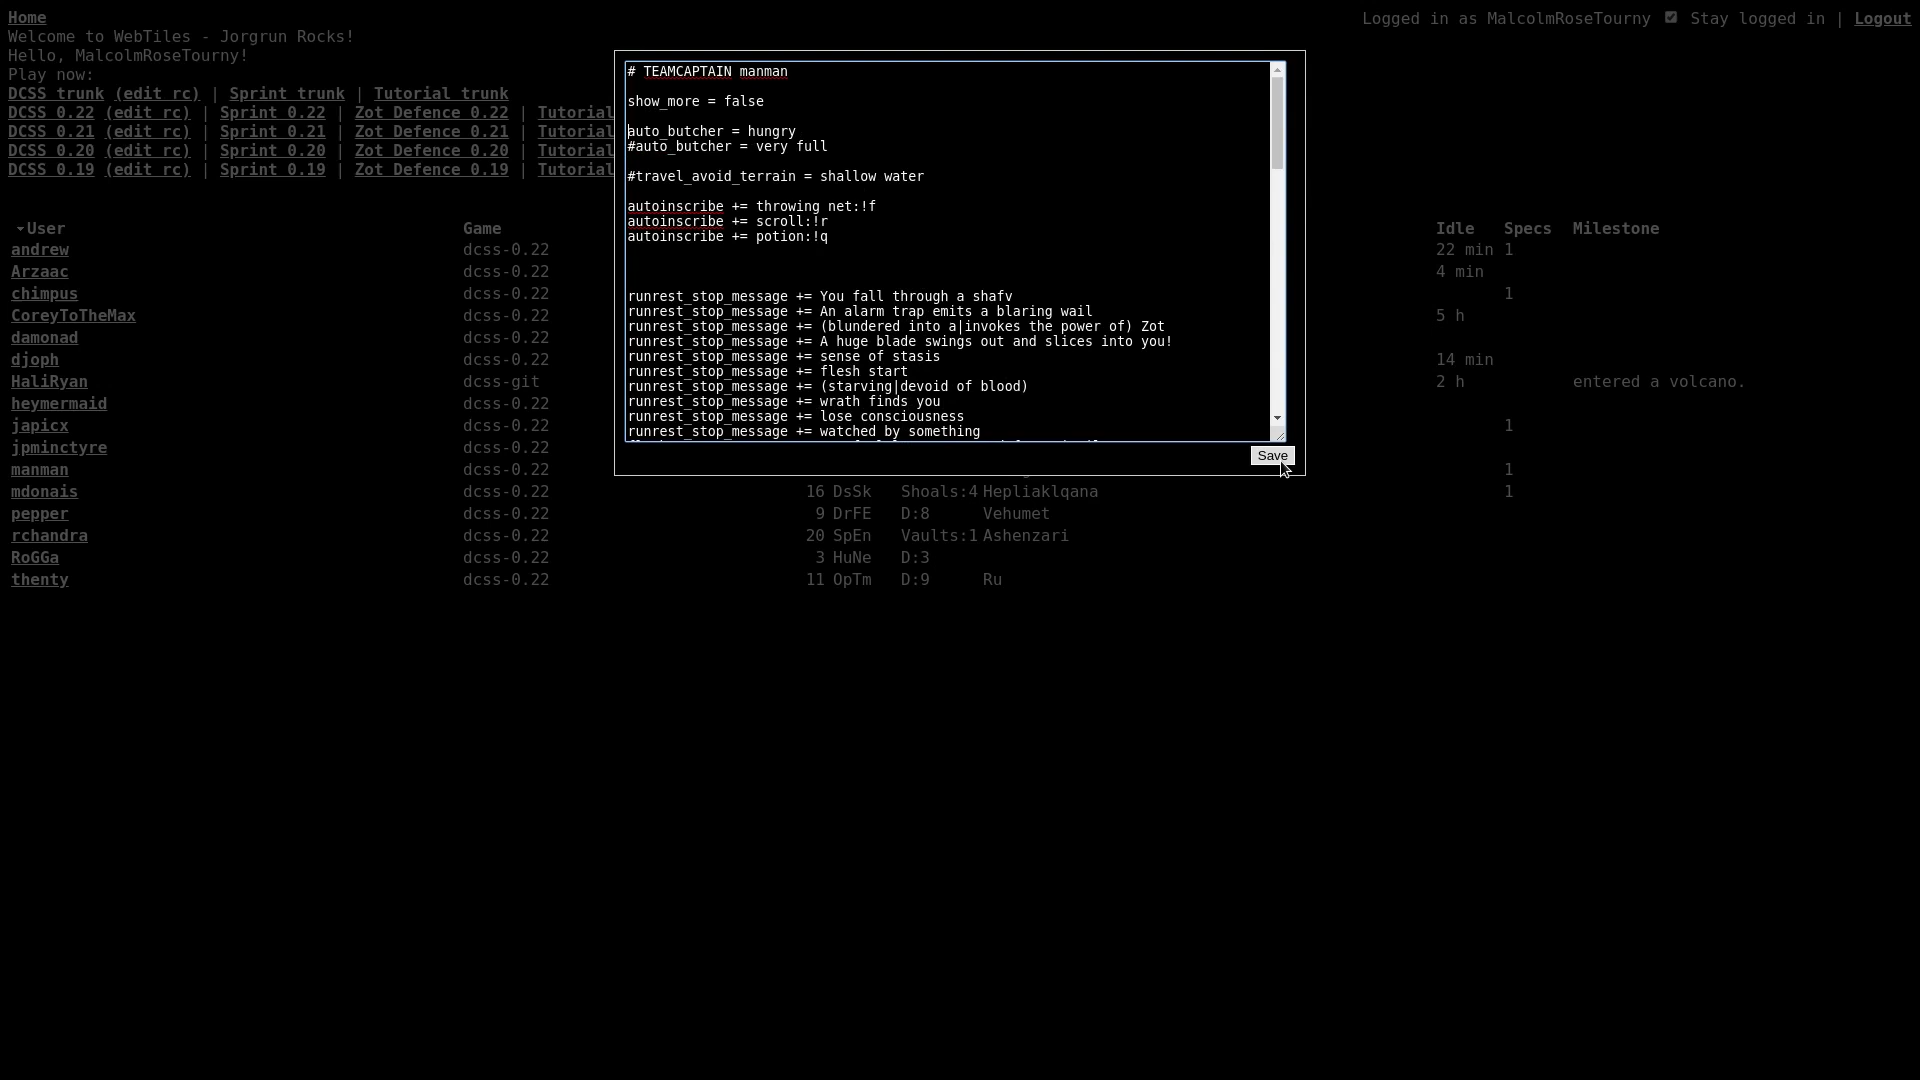 Home
Logged in as MalcolmRoseTourny Stay logged in | Logout
Welcome to WebTiles - Jorgrun Rocks!
Hello, MalcolmRoseTourny!
Play now:
DCSS trunk (edit rc) | Sprint trunk | Tutorial trunk
DCSS 0.22 (edit rc) | Sprint 0.22 | Zot Defence 0.22 | Tutorial
DCSS 0.21 (edit rc) | Sprint 0.21 | Zot Defence 0.21 | Tutorial
DCSS 0.20 (edit rc) | Sprint 0.20 | Zot Defence 0.20 | Tutorial
DCSS 0.19 (edit rc) | Sprint 0.19 | Zot Defence 0.19 | Tutorial
# TEAMCAPTAIN manman
show_more = false
auto_butcher = hungry
#auto_butcher = very full
#travel_avoid_terrain = shallow water
autoinscribe += throwing net:!f
autoinscribe += scroll:!r
autoinscribe += potion:!q
runrest_stop_message += You fall through a shafv
runrest_stop_message += An alarm trap emits a blaring wail
runrest_stop_message += (blundered into a|invokes the power of) Zot
runrest_stop_message += A huge blade swings out and slices into you!
runrest_stop_message += sense of stasis
runrest_stop_message += flesh start
runrest_stop_message += (starving|devoid of blood)
runrest_stop_message += wrath finds you
runrest_stop_message += lose consciousness
runrest_stop_message += watched by something
Save
User Game Idle Specs Milestone
andrew dcss-0.22 22 min 1
Arzaac dcss-0.22 4 min
chimpus dcss-0.22 1
CoreyToTheMax dcss-0.22 5 h
damonad dcss-0.22
djoph dcss-0.22 14 min
HaliRyan dcss-git 2 h entered a volcano.
heymermaid dcss-0.22
japicx dcss-0.22 1
jpminctyre dcss-0.22
manman dcss-0.22 1
mdonais dcss-0.22 16 DsSk Shoals:4 Hepliaklqana 1
pepper dcss-0.22 9 DrFE D:8 Vehumet
rchandra dcss-0.22 20 SpEn Vaults:1 Ashenzari
RoGGa dcss-0.22 3 HuNe D:3
thenty dcss-0.22 11 OpTm D:9 Ru